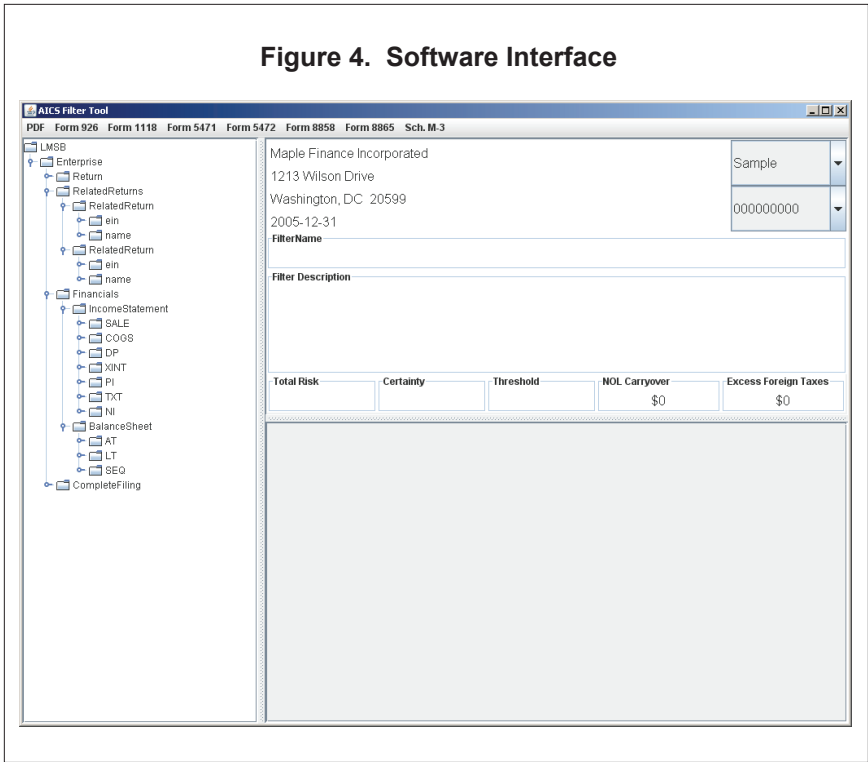 Figure 4.  Software Interface
AICS Filter Tool
PDF Form 926 Form 1118 Form 5471 Form 5472 Form 8858 Form 8865 Sch. M-3
LMSB
Enterprise
Return
RelatedReturns
RelatedReturn
ein
name
RelatedReturn
ein
name
Financials
IncomeStatement
SALE
COGS
DP
XINT
PI
TXT
NI
BalanceSheet
AT
LT
SEQ
CompleteFiling
Maple Finance Incorporated
1213 Wilson Drive
Washington, DC  20599
2005-12-31
Sample
000000000
FilterName
Filter Description
Total Risk Certainty Threshold NOL Carryover Excess Foreign Taxes
$0 $0